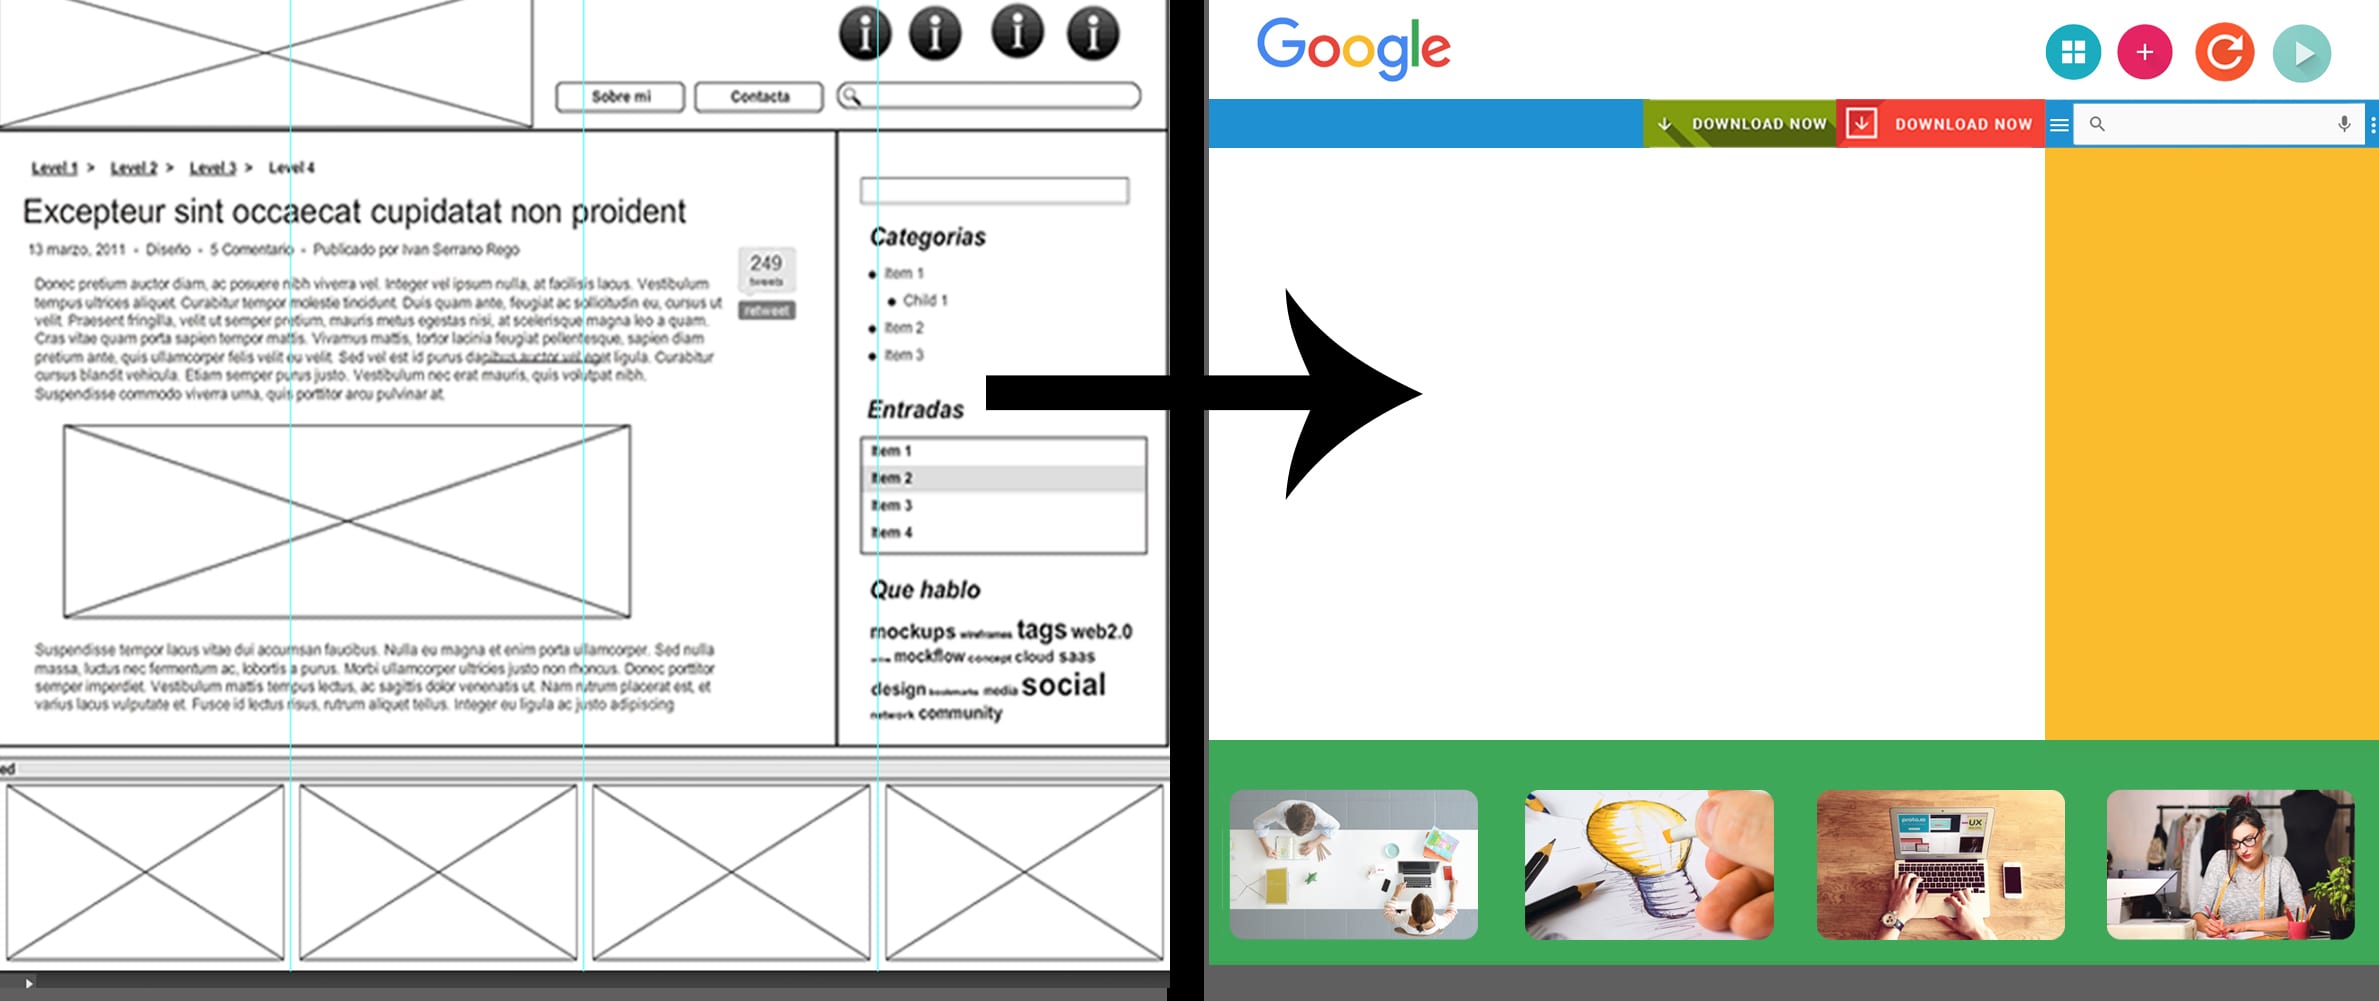 Sobre mi
Contacta
Level 1 > Level 2 > Level 3 > Level 4
Excepteur sint occaecat cupidatat non proident
13 marzo, 2011 - Diseño - 5 Comentario - Publicado por Ivan Serrano Rego
249
tweets
retweet
Donec pretium auctor diam, ac posuere nibh viverra vel. Integer vel ipsum nulla, at facilisis lacus. Vestibulum
tempus ultrices aliquet. Curabitur tempor molestie tincidunt. Duis quam ante, feugiat ac sollicitudin eu, cursus ut
velit. Praesent fringilla, velit ut semper pretium, mauris metus egestas nisi, at scelerisque magna leo a quam.
Cras vitae quam porta sapien tempor mattis. Vivamus mattis, tortor lacinia feugiat pellentesque, sapien diam
pretium ante, quis ullamcorper felis velit eu velit. Sed vel est id purus dapibus auctor vel eget ligula. Curabitur
cursus blandit vehicula. Etiam semper purus justo. Vestibulum nec erat mauris, quis volutpat nibh.
Suspendisse commodo viverra urna, quis porttitor arcu pulvinar at.
Suspendisse tempor lacus vitae dui accumsan faucibus. Nulla eu magna et enim porta ullamcorper. Sed nulla
massa, luctus nec fermentum ac, lobortis a purus. Morbi ullamcorper ultricies justo non rhoncus. Donec porttitor
semper imperdiet. Vestibulum mattis tempus lectus, ac sagittis dolor venenatis ut. Nam rutrum placerat est, et
varius lacus vulputate et. Fusce id lectus risus, rutrum aliquet tellus. Integer eu ligula ac justo adipiscing
Categorias
Item 1
Child 1
Item 2
Item 3
Entradas
Item 1
Item 2
Item 3
Item 4
Que hablo
mockups wireframes tags web2.0
mockflow concept cloud saas
design bookmarks media social
network community
ed
Google
DOWNLOAD NOW
DOWNLOAD NOW
proto.io
UX